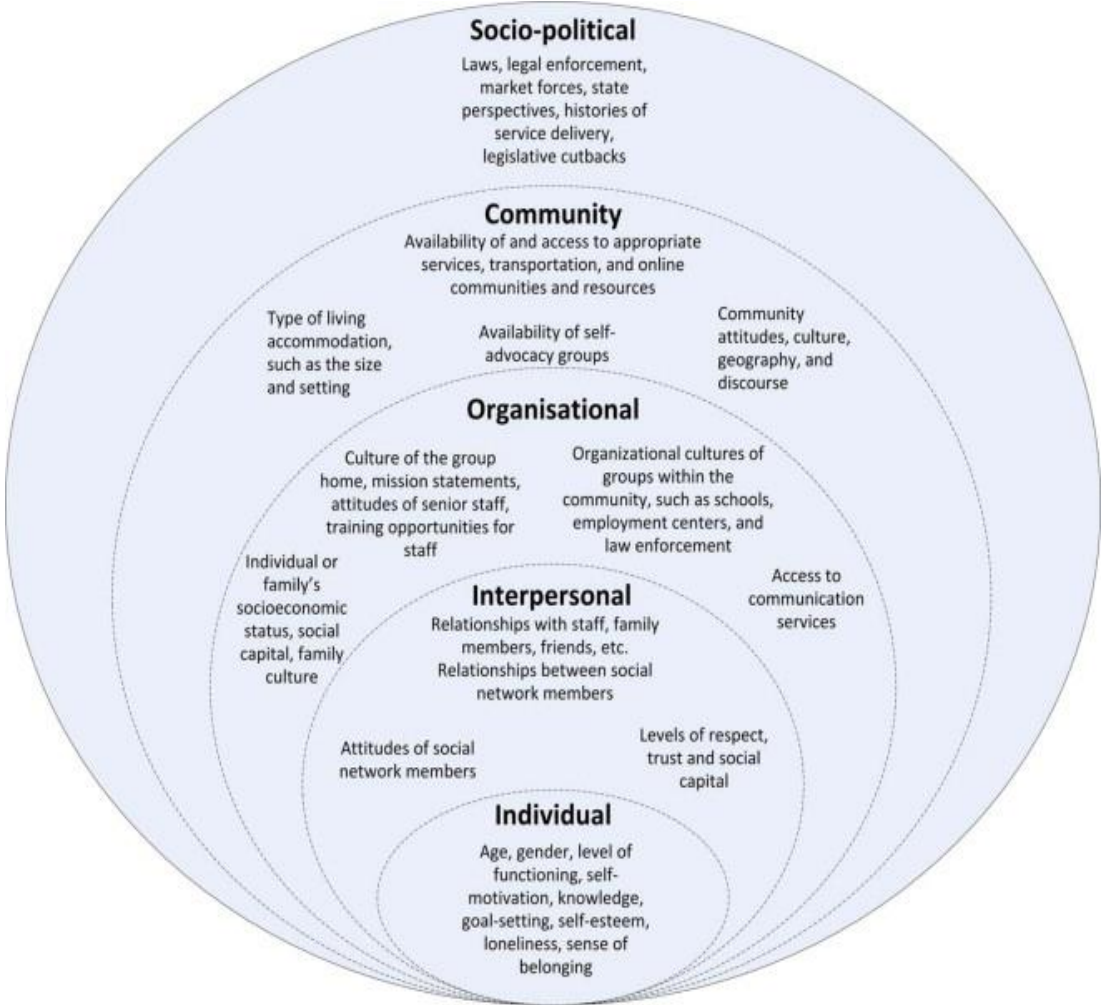 Socio-political
Laws, legal enforcement,
market forces, state
perspectives, histories of
service delivery,
legislative cutbacks
Community
Availability of and access to appropriate
services, transportation, and online
communities and resources
Type of living
accommodation,
such as the size
and setting
Availability of self-
advocacy groups
Community
attitudes, culture,
geography, and
discourse
Organisational
Culture of the group
home, mission statements,
attitudes of senior staff,
training opportunities for
staff
Organizational cultures of
groups within the
community, such as schools,
employment centers, and
law enforcement
Individual or
family's
socioeconomic
status, social
capital, family
culture
Access to
communication
services
Interpersonal
Relationships with staff, family
members, friends, etc.
Relationships between social
network members
Attitudes of social
network members
Levels of respect,
trust and social
capital
Individual
Age, gender, level of
functioning, self-
motivation, knowledge,
goal-setting, self-esteem,
loneliness, sense of
belonging